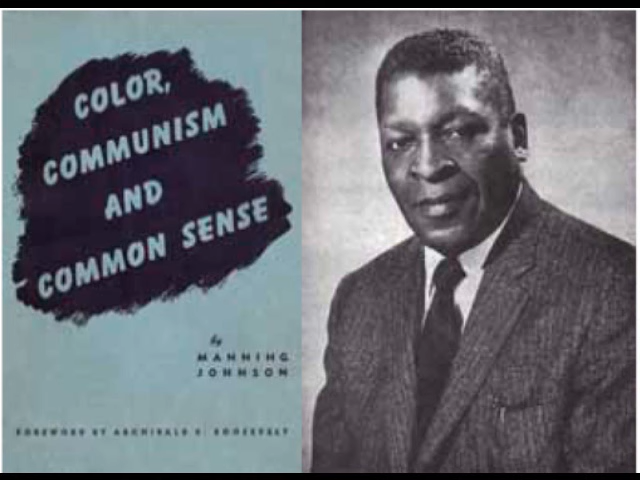 COLOR,
COMMUNISM
AND
COMMON SENSE
by
MANNING
JOHNSON
FOREWORD BY ARCHIBALD B. ROOSEVELT